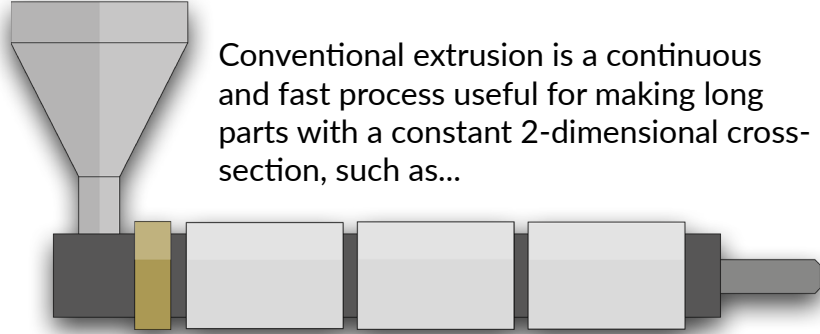 Conventional extrusion is a continuous
and fast process useful for making long
parts with a constant 2-dimensional cross-
section, such as...